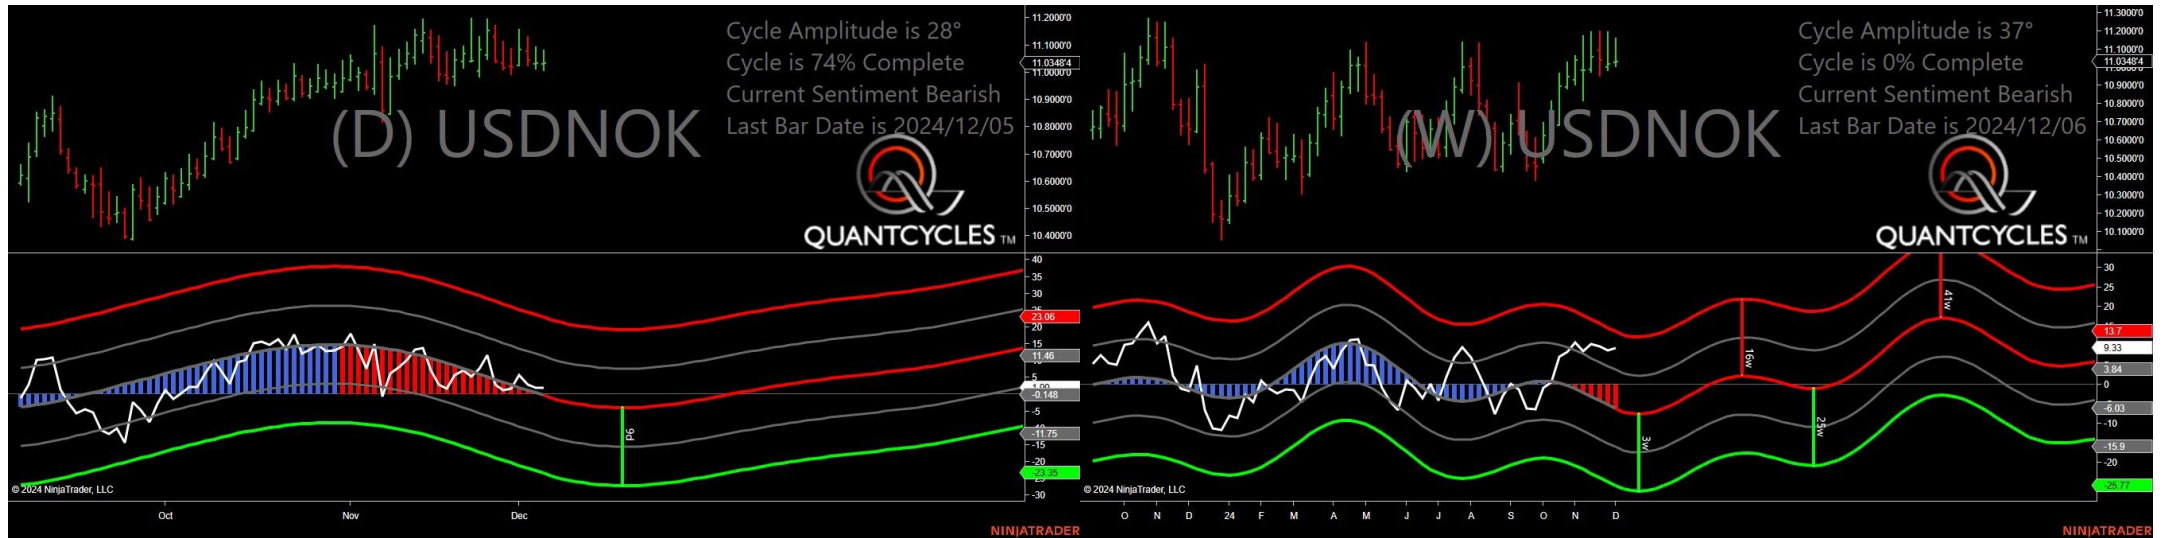 Cycle Amplitude is 28°
Cycle is 74% Complete
Current Sentiment Bearish
Last Bar Date is 2024/12/05
(D) USDNOK
QUANTCYCLES TM
11.2000'0
11.1000'0
11.0348'4
11.0000'0
10.9000'0
10.8000'0
10.7000'0
10.6000'0
10.5000'0
10.4000'0
40
35
30
25
23.06
20
15
11.46
5
-0.148
-5
-11.75
-15
-20
-23.35
-30
© 2024 NinjaTrader, LLC
Oct
Nov
Dec
NINJATRADER
Cycle Amplitude is 37°
Cycle is 0% Complete
Current Sentiment Bearish
Last Bar Date is 2024/12/06
(W) USDNOK
QUANTCYCLES TM
11.3000'0
11.2000'0
11.1000'0
11.0348'4
10.9000'0
10.8000'0
10.7000'0
10.6000'0
10.5000'0
10.4000'0
10.3000'0
10.2000'0
10.1000'0
16w
3w
25w
41w
30
25
20
13.7
9.33
3.84
0
-6.03
-10
-15.9
-20
-25.77
© 2024 NinjaTrader, LLC
O N D 24 F M A M J J A S O N D
NINJATRADER